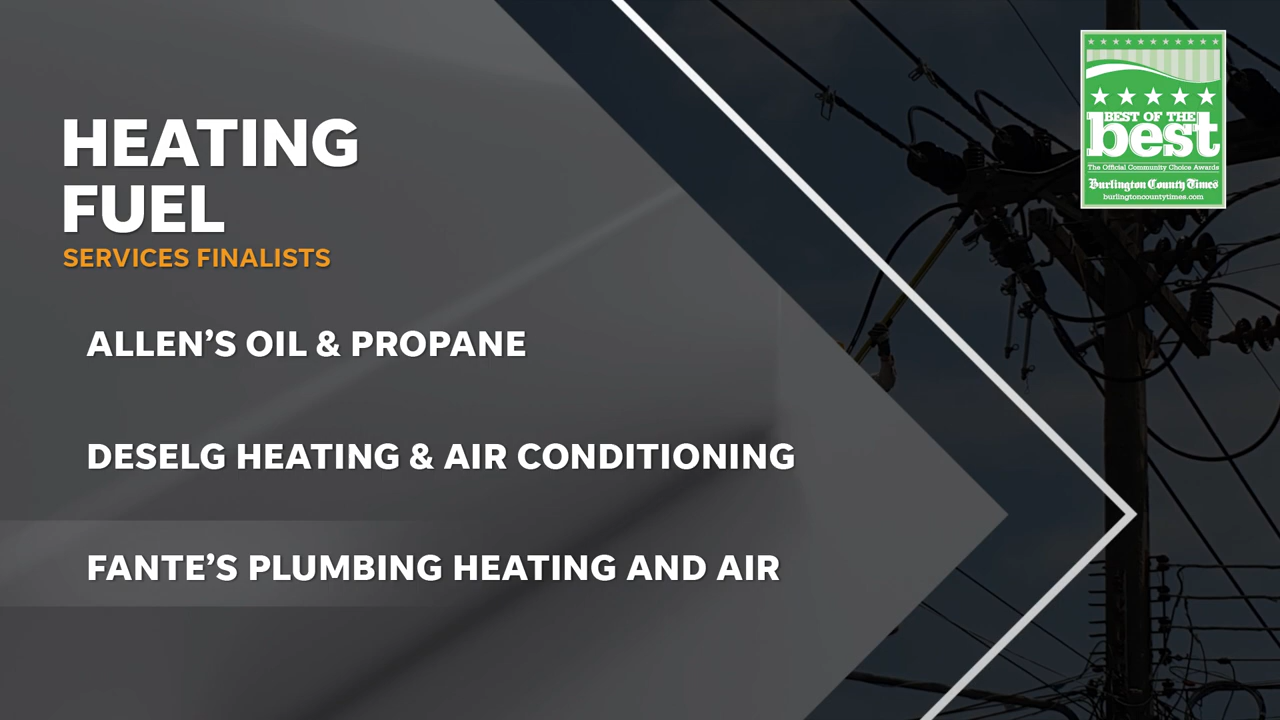 HEATING
FUEL
SERVICES FINALISTS
ALLEN'S OIL & PROPANE
DESELG HEATING & AIR CONDITIONING
FANTE'S PLUMBING HEATING AND AIR
BEST OF THE
best
The Official Community Choice Awards
Burlington County Times
burlingtoncountytimes.com